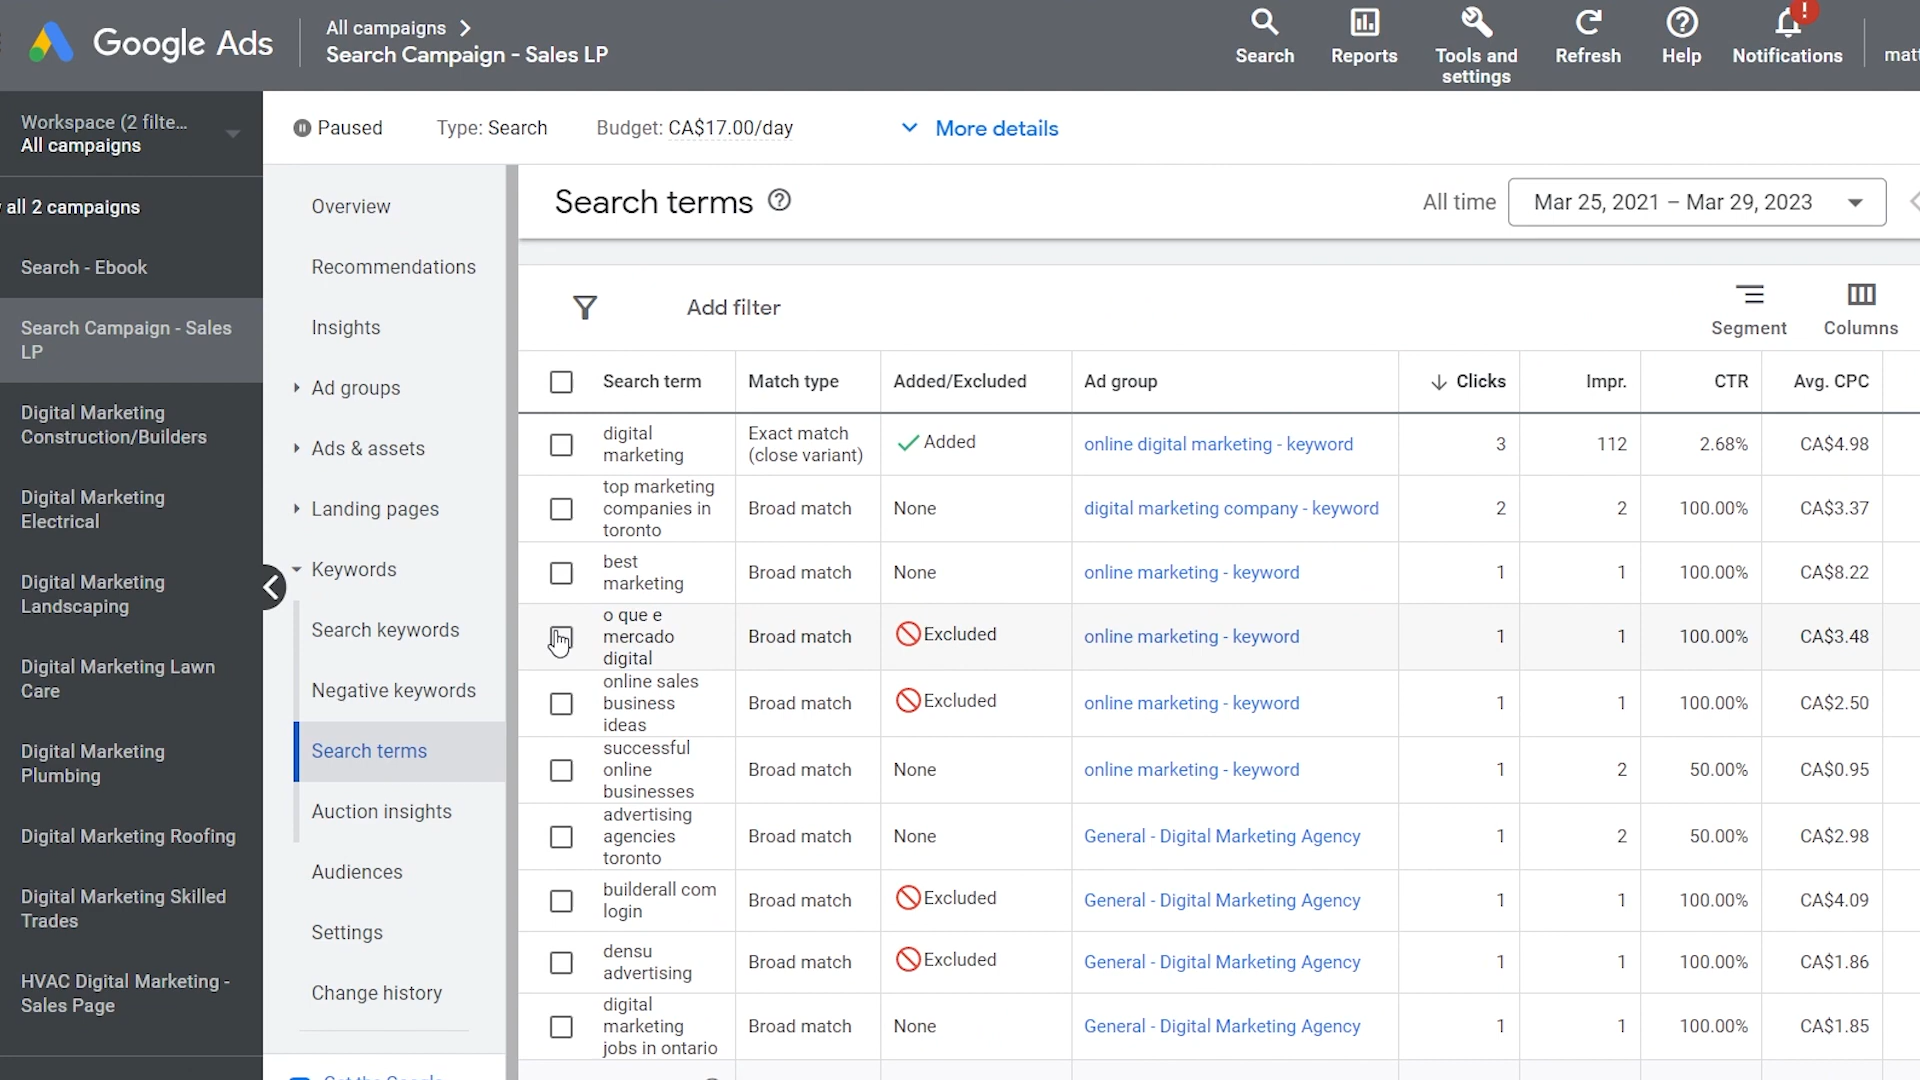 Google Ads
All campaigns
Search Campaign - Sales LP
Search
Reports
Tools and
settings
Refresh
Help
!
Notifications
matt
Workspace (2 filte...
All campaigns
all 2 campaigns
Search - Ebook
Search Campaign - Sales
LP
Digital Marketing
Construction/Builders
Digital Marketing
Electrical
Digital Marketing
Landscaping
Digital Marketing Lawn
Care
Digital Marketing
Plumbing
Digital Marketing Roofing
Digital Marketing Skilled
Trades
HVAC Digital Marketing -
Sales Page
Paused
Type: Search
Budget: CA$17.00/day
More details
Overview
Recommendations
Insights
Ad groups
Ads & assets
Landing pages
Keywords
Search keywords
Negative keywords
Search terms
Auction insights
Audiences
Settings
Change history
Search terms
All time
Mar 25, 2021 – Mar 29, 2023
Add filter
Segment
Columns
Search term Match type Added/Excluded Ad group Clicks Impr. CTR Avg. CPC
digital
marketing
Exact match
(close variant)
Added online digital marketing - keyword 3 112 2.68% CA$4.98
top marketing
companies in
toronto
Broad match None digital marketing company - keyword 2 2 100.00% CA$3.37
best
marketing
Broad match None online marketing - keyword 1 1 100.00% CA$8.22
o que e
mercado
digital
Broad match Excluded online marketing - keyword 1 1 100.00% CA$3.48
online sales
business
ideas
Broad match Excluded online marketing - keyword 1 1 100.00% CA$2.50
successful
online
businesses
Broad match None online marketing - keyword 1 2 50.00% CA$0.95
advertising
agencies
toronto
Broad match None General - Digital Marketing Agency 1 2 50.00% CA$2.98
builderall com
login
Broad match Excluded General - Digital Marketing Agency 1 1 100.00% CA$4.09
densu
advertising
Broad match Excluded General - Digital Marketing Agency 1 1 100.00% CA$1.86
digital
marketing
jobs in ontario
Broad match None General - Digital Marketing Agency 1 1 100.00% CA$1.85